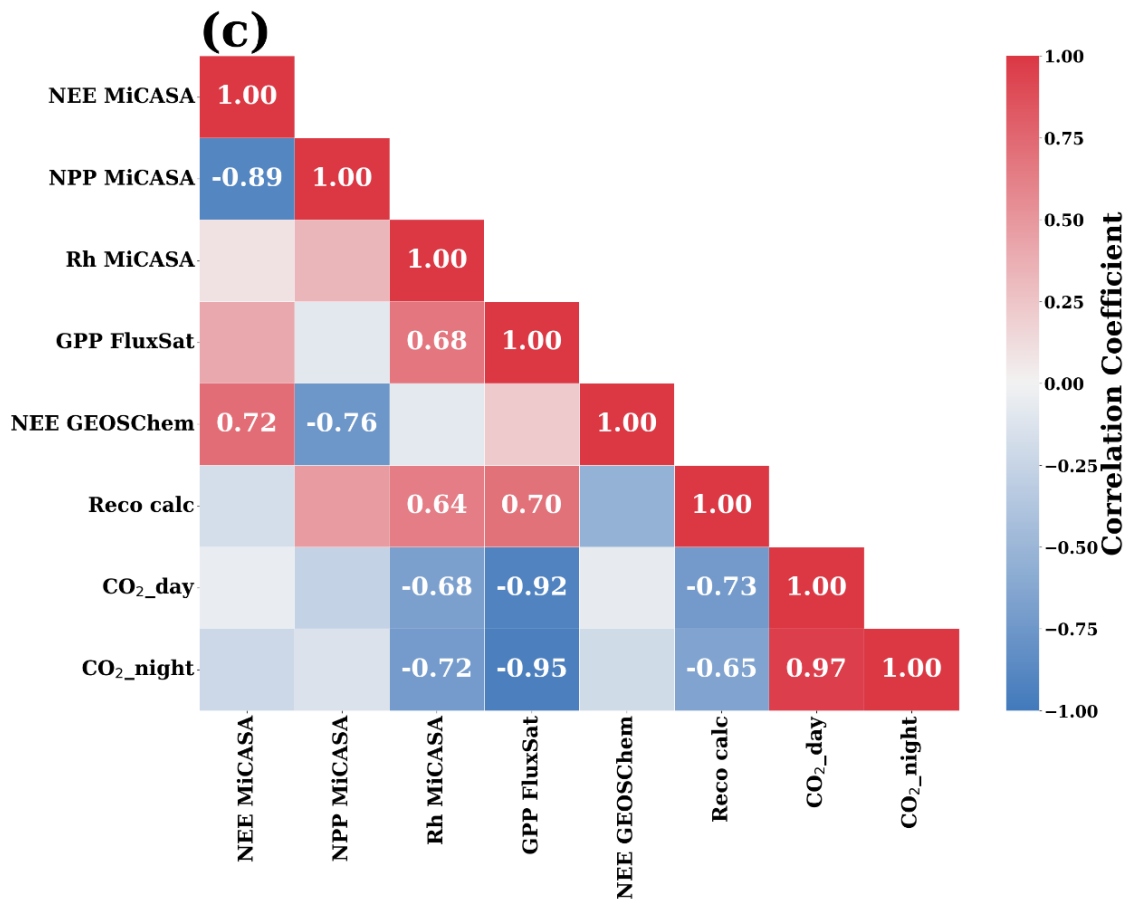 (c)
NEE MiCASA 1.00
NPP MiCASA -0.89 1.00
Rh MiCASA 1.00
GPP FluxSat 0.68 1.00
NEE GEOSChem 0.72 -0.76 1.00
Reco calc 0.64 0.70 1.00
CO₂_day -0.68 -0.92 -0.73 1.00
CO₂_night -0.72 -0.95 -0.65 0.97 1.00
NEE MiCASA
NPP MiCASA
Rh MiCASA
GPP FluxSat
NEE GEOSChem
Reco calc
CO₂_day
CO₂_night
1.00
0.75
0.50
0.25
0.00
−0.25
−0.50
−0.75
−1.00
Correlation Coefficient